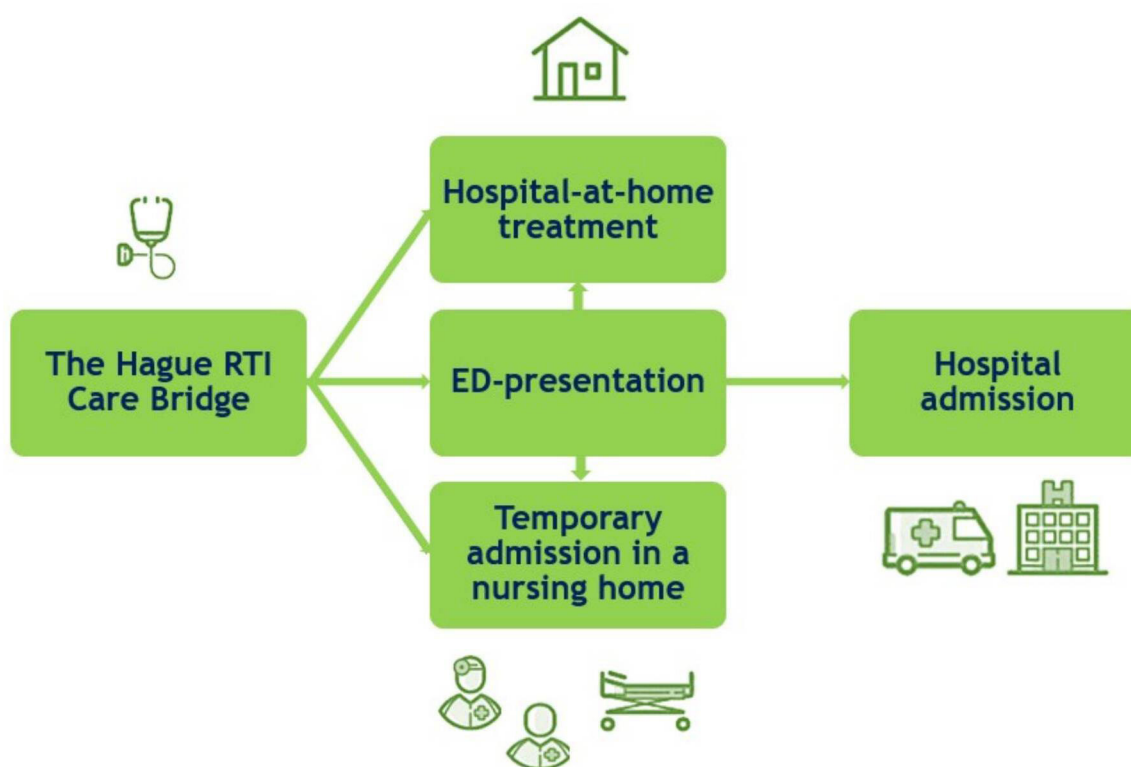 Hospital-at-home
treatment
The Hague RTI
Care Bridge
ED-presentation
Hospital
admission
Temporary
admission in a
nursing home